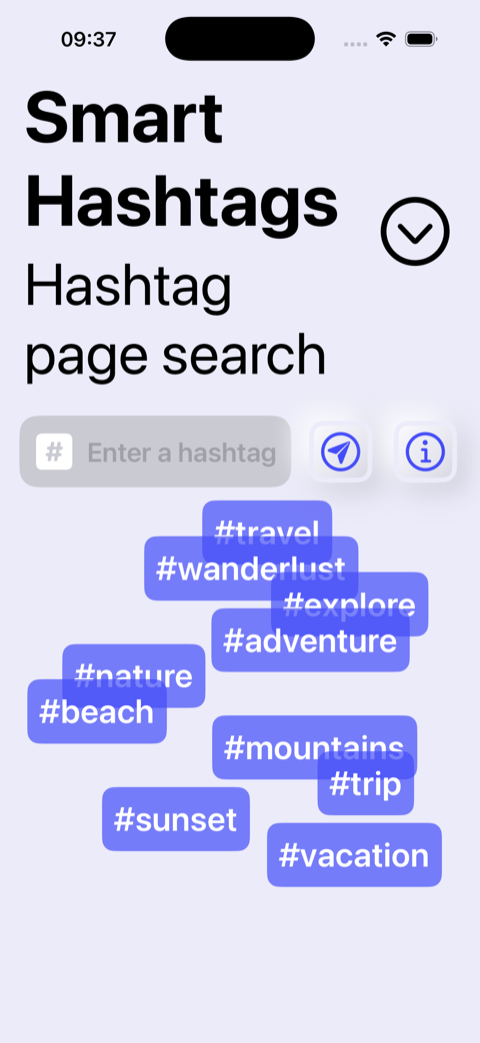 09:37
Smart
Hashtags
Hashtag
page search
# Enter a hashtag
#travel
#wanderlust
#explore
#adventure
#nature
#beach
#mountains
#trip
#sunset
#vacation